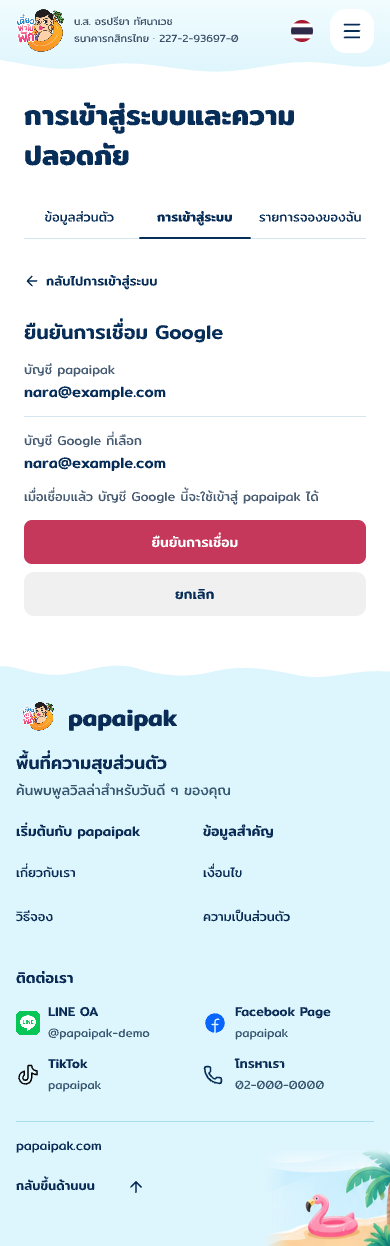 เที่ยว
พา
พัก
น.ส. อรปรียา ทัศนาเวช
ธนาคารกสิกรไทย · 227-2-93697-0
การเข้าสู่ระบบและความ
ปลอดภัย
ข้อมูลส่วนตัว การเข้าสู่ระบบ รายการจองของฉัน
กลับไปการเข้าสู่ระบบ
ยืนยันการเชื่อม Google
บัญชี papaipak
nara@example.com
บัญชี Google ที่เลือก
nara@example.com
เมื่อเชื่อมแล้ว บัญชี Google นี้จะใช้เข้าสู่ papaipak ได้
ยืนยันการเชื่อม
ยกเลิก
papaipak
พื้นที่ความสุขส่วนตัว
ค้นพบพูลวิลล่าสำหรับวันดี ๆ ของคุณ
เริ่มต้นกับ papaipak ข้อมูลสำคัญ
เกี่ยวกับเรา เงื่อนไข
วิธีจอง ความเป็นส่วนตัว
ติดต่อเรา
LINE OA Facebook Page
@papaipak-demo papaipak
TikTok โทรหาเรา
papaipak 02-000-0000
papaipak.com
กลับขึ้นด้านบน